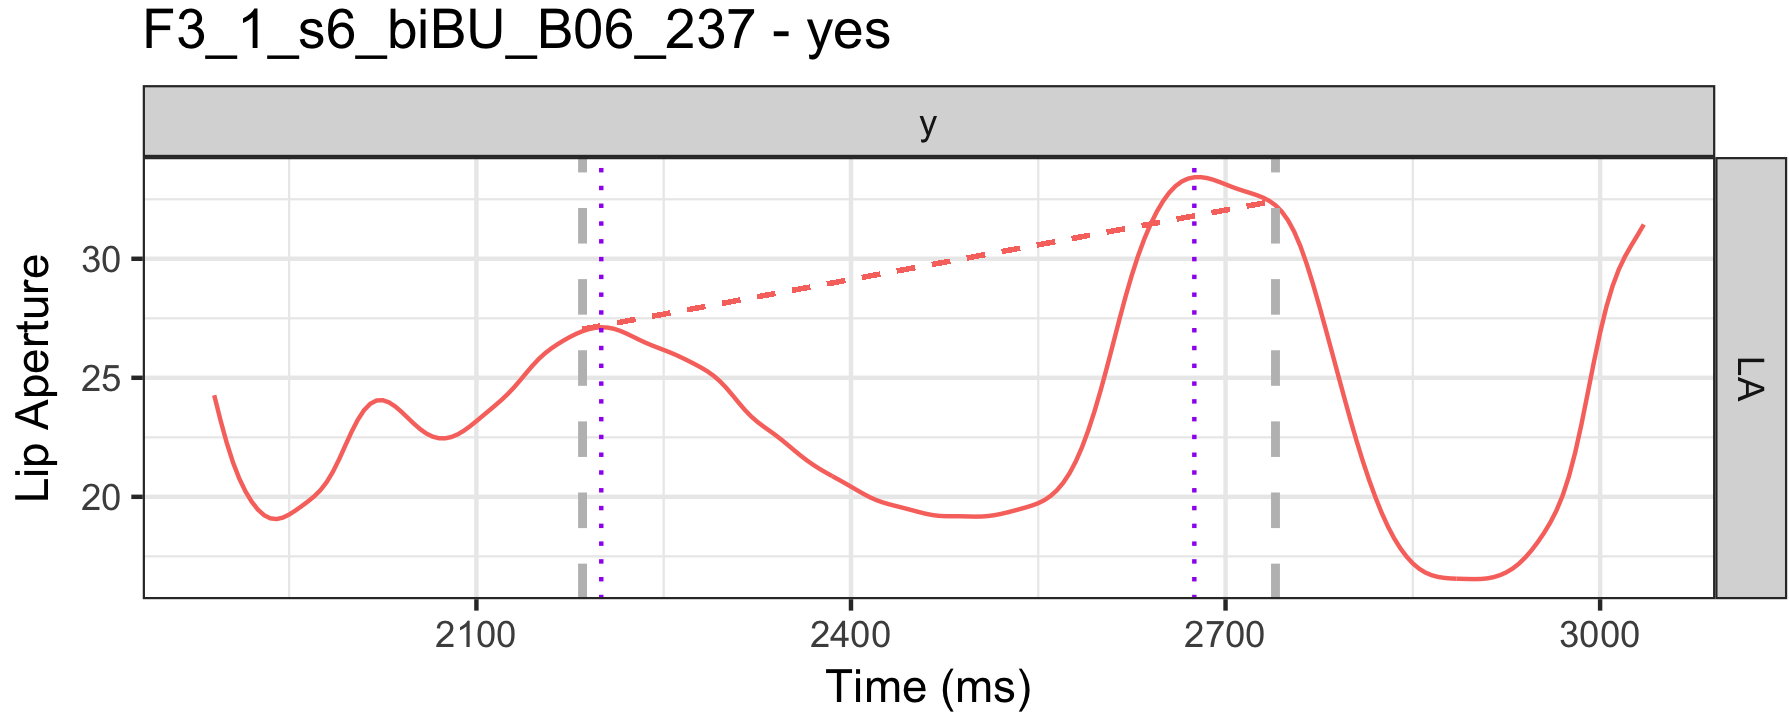 F3_1_s6_biBU_B06_237 - yes
y
30
25
20
Lip Aperture
LA
2100 2400 2700 3000
Time (ms)